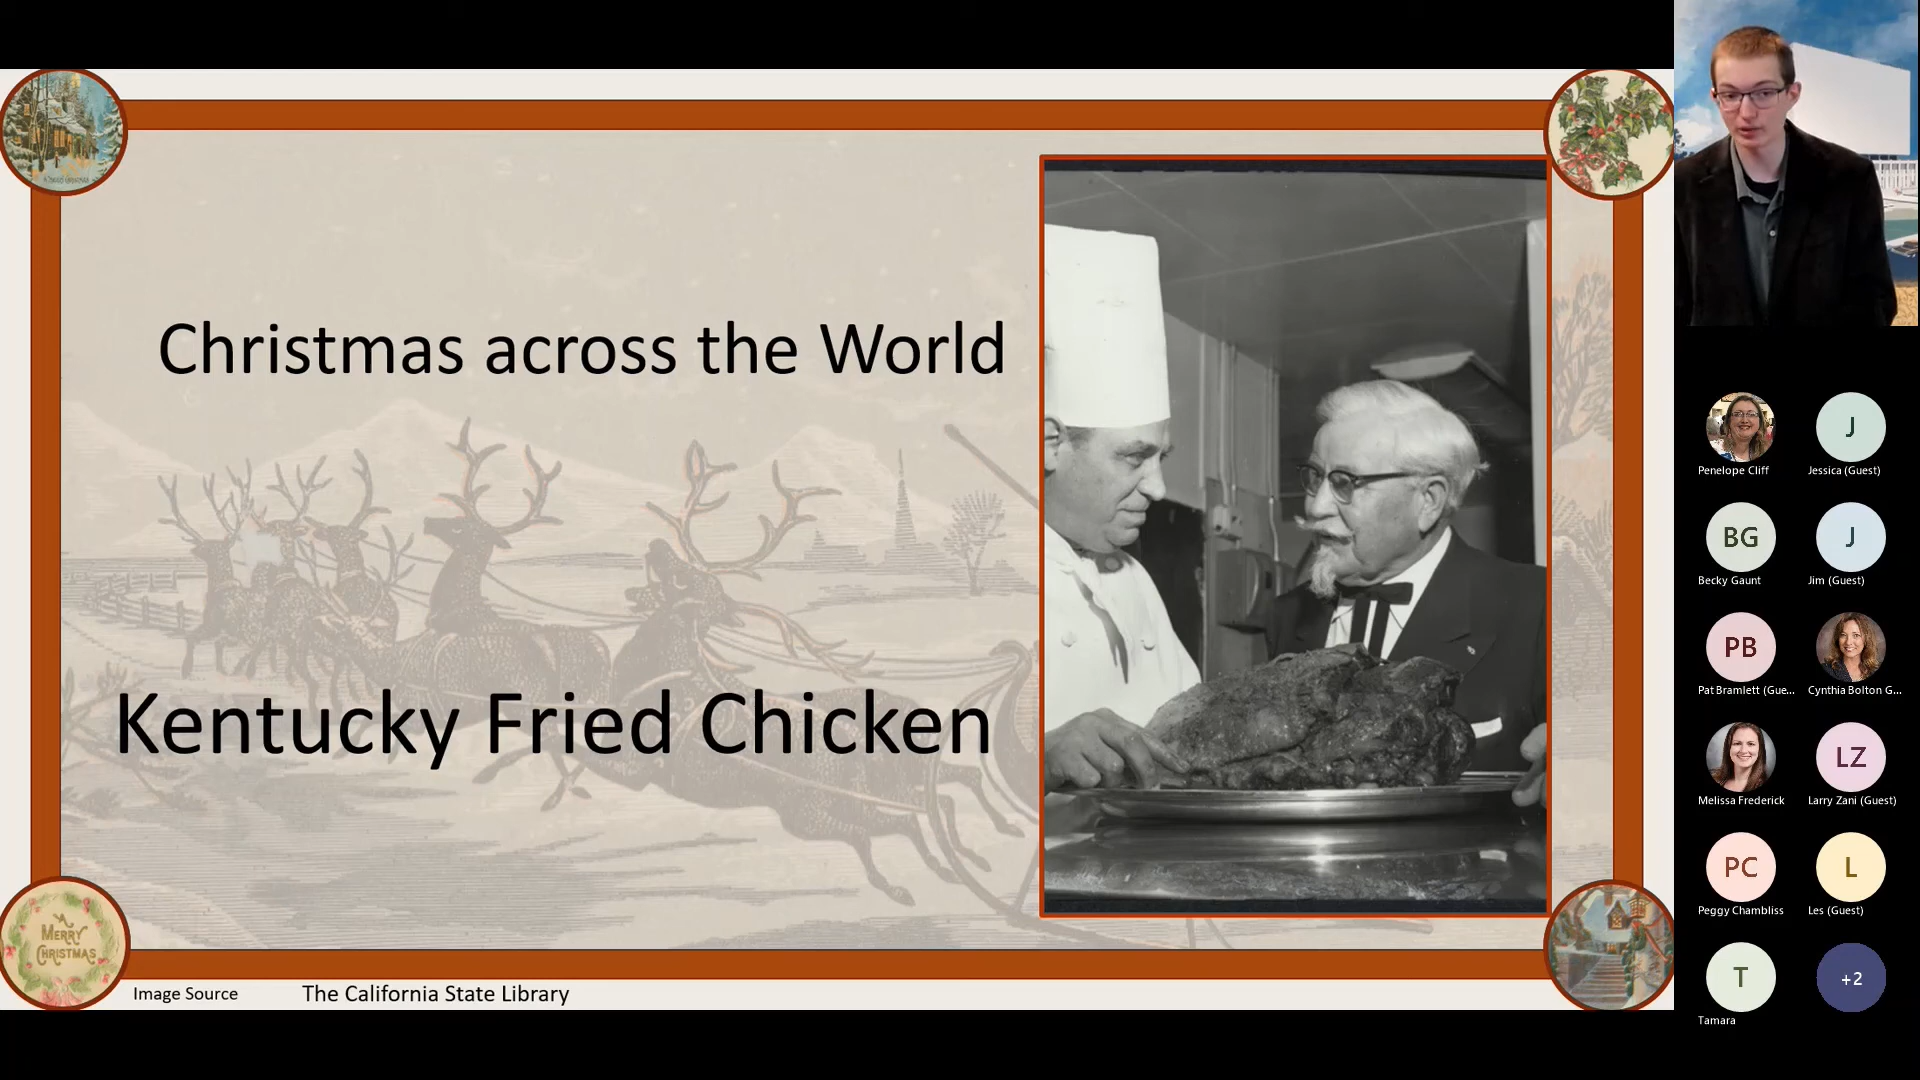 Christmas across the World
Kentucky Fried Chicken
MERRY
CHRISTMAS
Image Source
The California State Library
Penelope Cliff
J
Jessica (Guest)
BG
Becky Gaunt
J
Jim (Guest)
PB
Pat Bramlett (Gue...
Cynthia Bolton G...
Melissa Frederick
LZ
Larry Zani (Guest)
PC
Peggy Chambliss
L
Les (Guest)
T
Tamara
+2